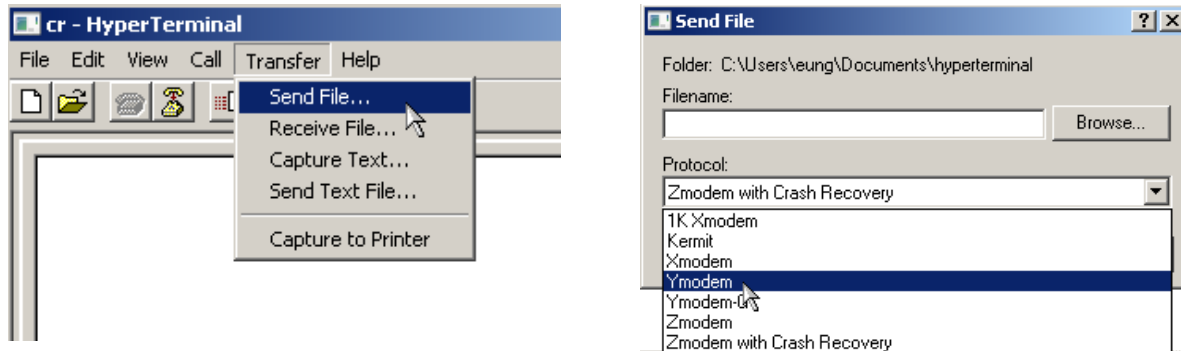 cr - HyperTerminal
File Edit View Call Transfer Help
Send File...
Receive File...
Capture Text...
Send Text File...
Capture to Printer
Send File
Folder: C:\Users\eung\Documents\hyperterminal
Filename:
Browse...
Protocol:
Zmodem with Crash Recovery
1K Xmodem
Kermit
Xmodem
Ymodem
Zmodem
Zmodem with Crash Recovery